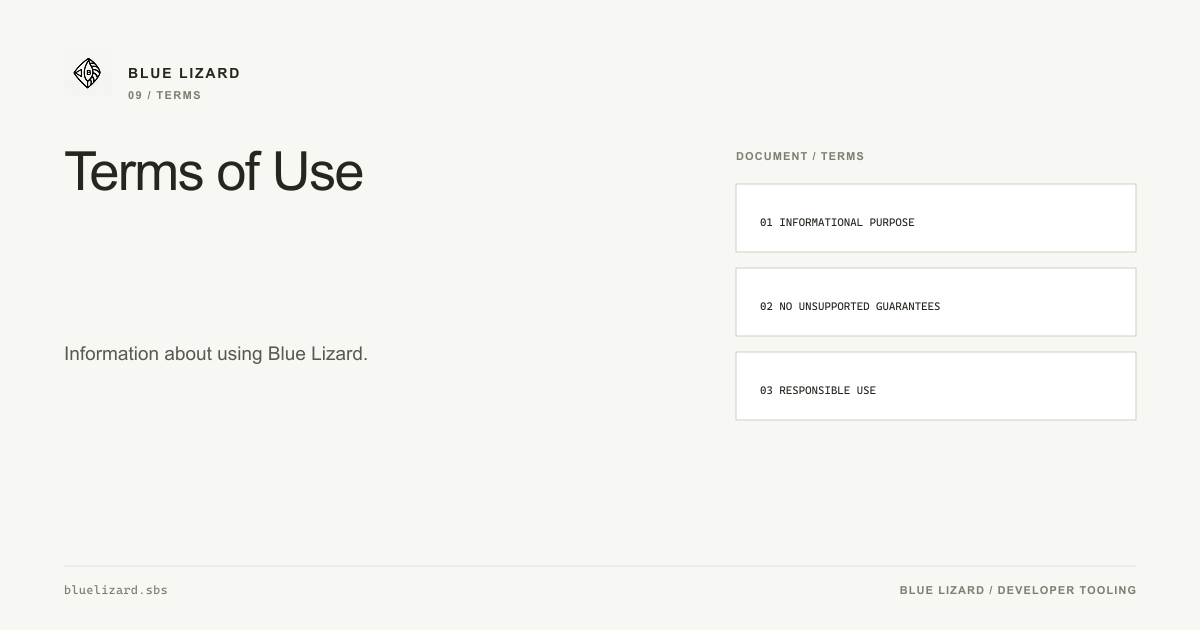 BLUE LIZARD
09 / TERMS
Terms of Use
Information about using Blue Lizard.
DOCUMENT / TERMS
01 INFORMATIONAL PURPOSE
02 NO UNSUPPORTED GUARANTEES
03 RESPONSIBLE USE
bluelizard.sbs
BLUE LIZARD / DEVELOPER TOOLING